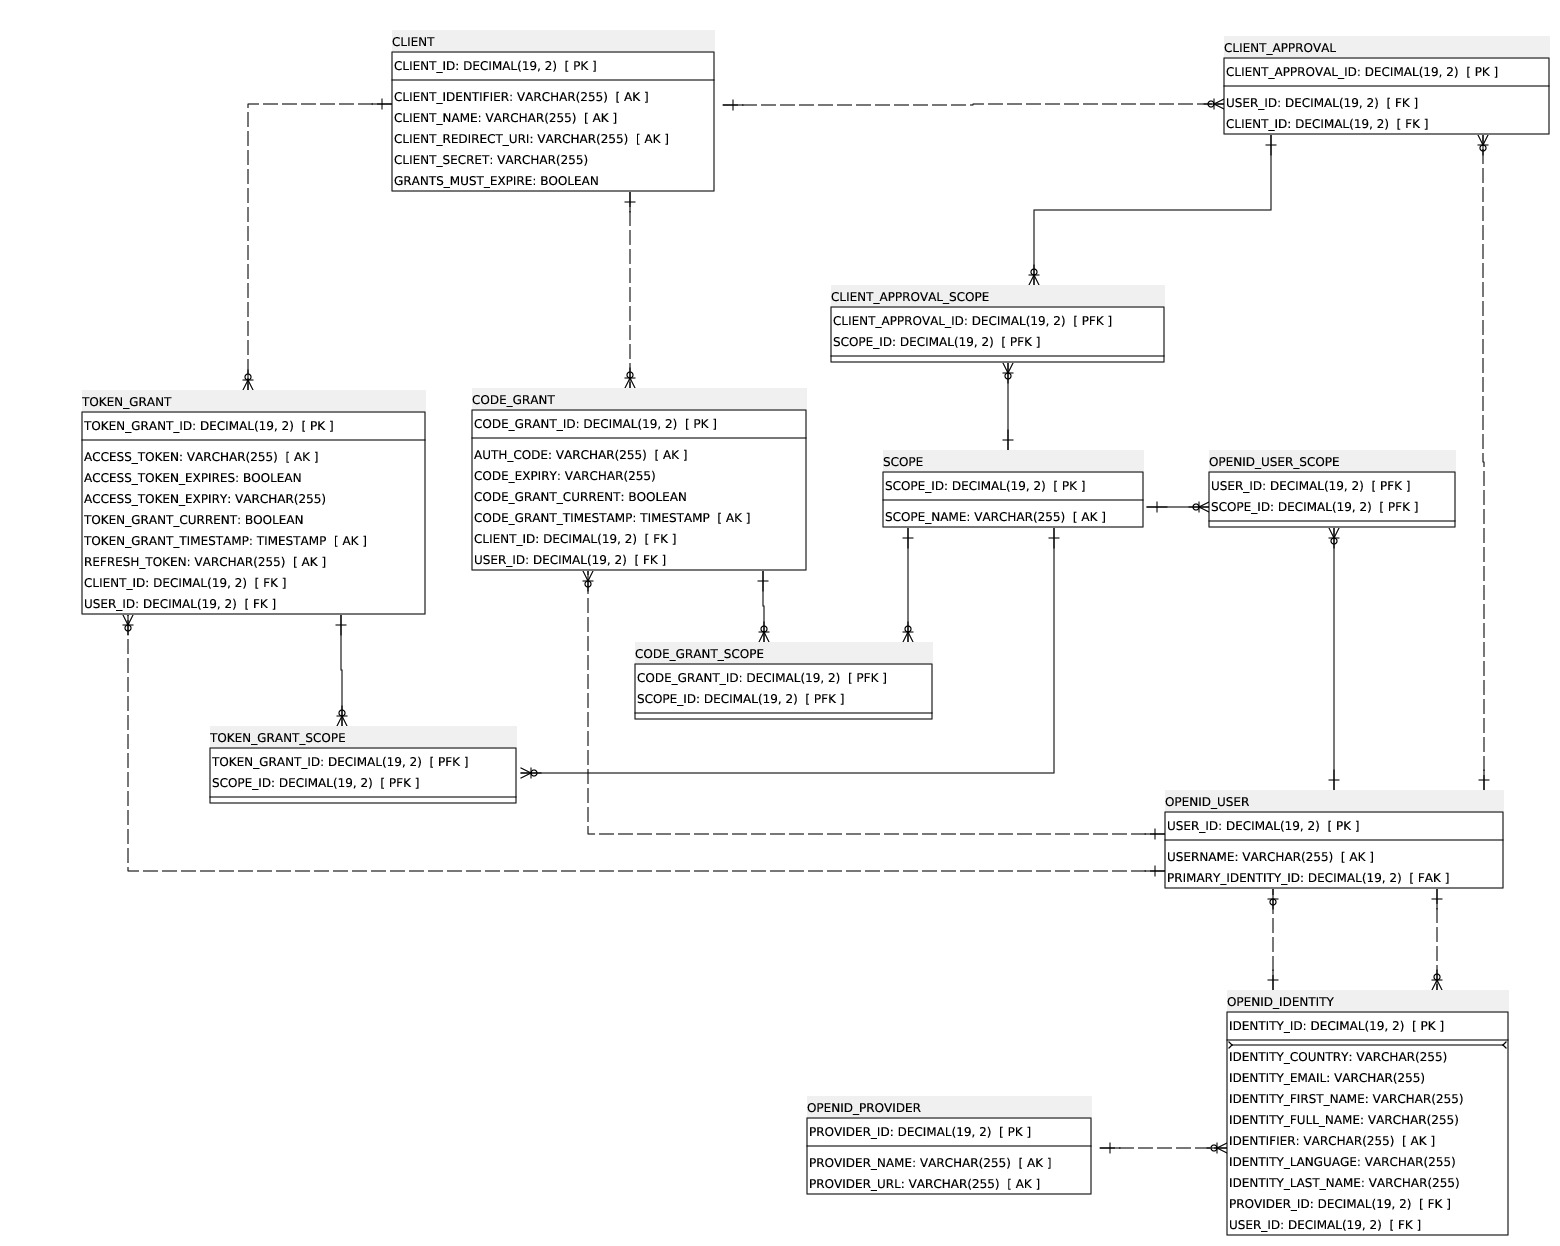 CLIENT
CLIENT_ID: DECIMAL(19, 2)  [ PK ]
CLIENT_IDENTIFIER: VARCHAR(255)  [ AK ]
CLIENT_NAME: VARCHAR(255)  [ AK ]
CLIENT_REDIRECT_URI: VARCHAR(255)  [ AK ]
CLIENT_SECRET: VARCHAR(255)
GRANTS_MUST_EXPIRE: BOOLEAN
CLIENT_APPROVAL
CLIENT_APPROVAL_ID: DECIMAL(19, 2)  [ PK ]
USER_ID: DECIMAL(19, 2)  [ FK ]
CLIENT_ID: DECIMAL(19, 2)  [ FK ]
CLIENT_APPROVAL_SCOPE
CLIENT_APPROVAL_ID: DECIMAL(19, 2)  [ PFK ]
SCOPE_ID: DECIMAL(19, 2)  [ PFK ]
TOKEN_GRANT
TOKEN_GRANT_ID: DECIMAL(19, 2)  [ PK ]
ACCESS_TOKEN: VARCHAR(255)  [ AK ]
ACCESS_TOKEN_EXPIRES: BOOLEAN
ACCESS_TOKEN_EXPIRY: VARCHAR(255)
TOKEN_GRANT_CURRENT: BOOLEAN
TOKEN_GRANT_TIMESTAMP: TIMESTAMP  [ AK ]
REFRESH_TOKEN: VARCHAR(255)  [ AK ]
CLIENT_ID: DECIMAL(19, 2)  [ FK ]
USER_ID: DECIMAL(19, 2)  [ FK ]
CODE_GRANT
CODE_GRANT_ID: DECIMAL(19, 2)  [ PK ]
AUTH_CODE: VARCHAR(255)  [ AK ]
CODE_EXPIRY: VARCHAR(255)
CODE_GRANT_CURRENT: BOOLEAN
CODE_GRANT_TIMESTAMP: TIMESTAMP  [ AK ]
CLIENT_ID: DECIMAL(19, 2)  [ FK ]
USER_ID: DECIMAL(19, 2)  [ FK ]
SCOPE
SCOPE_ID: DECIMAL(19, 2)  [ PK ]
SCOPE_NAME: VARCHAR(255)  [ AK ]
OPENID_USER_SCOPE
USER_ID: DECIMAL(19, 2)  [ PFK ]
SCOPE_ID: DECIMAL(19, 2)  [ PFK ]
CODE_GRANT_SCOPE
CODE_GRANT_ID: DECIMAL(19, 2)  [ PFK ]
SCOPE_ID: DECIMAL(19, 2)  [ PFK ]
TOKEN_GRANT_SCOPE
TOKEN_GRANT_ID: DECIMAL(19, 2)  [ PFK ]
SCOPE_ID: DECIMAL(19, 2)  [ PFK ]
OPENID_USER
USER_ID: DECIMAL(19, 2)  [ PK ]
USERNAME: VARCHAR(255)  [ AK ]
PRIMARY_IDENTITY_ID: DECIMAL(19, 2)  [ FAK ]
OPENID_IDENTITY
IDENTITY_ID: DECIMAL(19, 2)  [ PK ]
IDENTITY_COUNTRY: VARCHAR(255)
IDENTITY_EMAIL: VARCHAR(255)
IDENTITY_FIRST_NAME: VARCHAR(255)
IDENTITY_FULL_NAME: VARCHAR(255)
IDENTIFIER: VARCHAR(255)  [ AK ]
IDENTITY_LANGUAGE: VARCHAR(255)
IDENTITY_LAST_NAME: VARCHAR(255)
PROVIDER_ID: DECIMAL(19, 2)  [ FK ]
USER_ID: DECIMAL(19, 2)  [ FK ]
OPENID_PROVIDER
PROVIDER_ID: DECIMAL(19, 2)  [ PK ]
PROVIDER_NAME: VARCHAR(255)  [ AK ]
PROVIDER_URL: VARCHAR(255)  [ AK ]